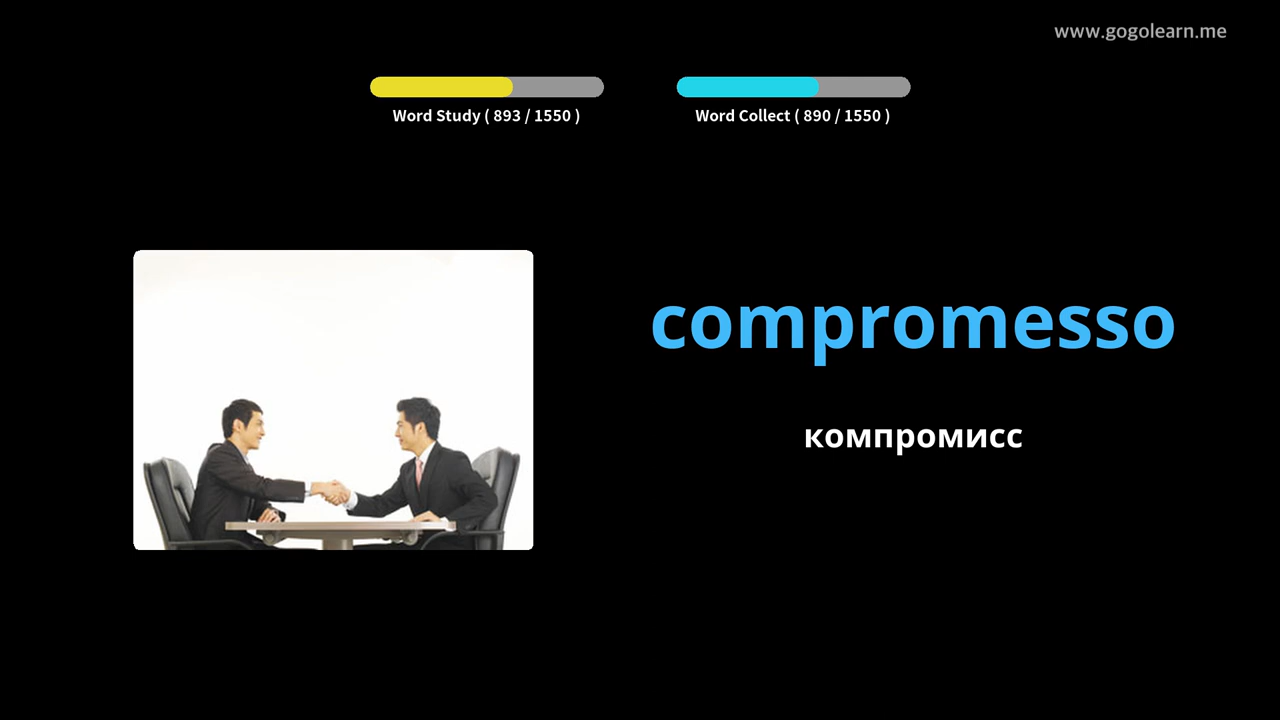 www.gogolearn.me
Word Study ( 893 / 1550 )
Word Collect ( 890 / 1550 )
compromesso
компромисс